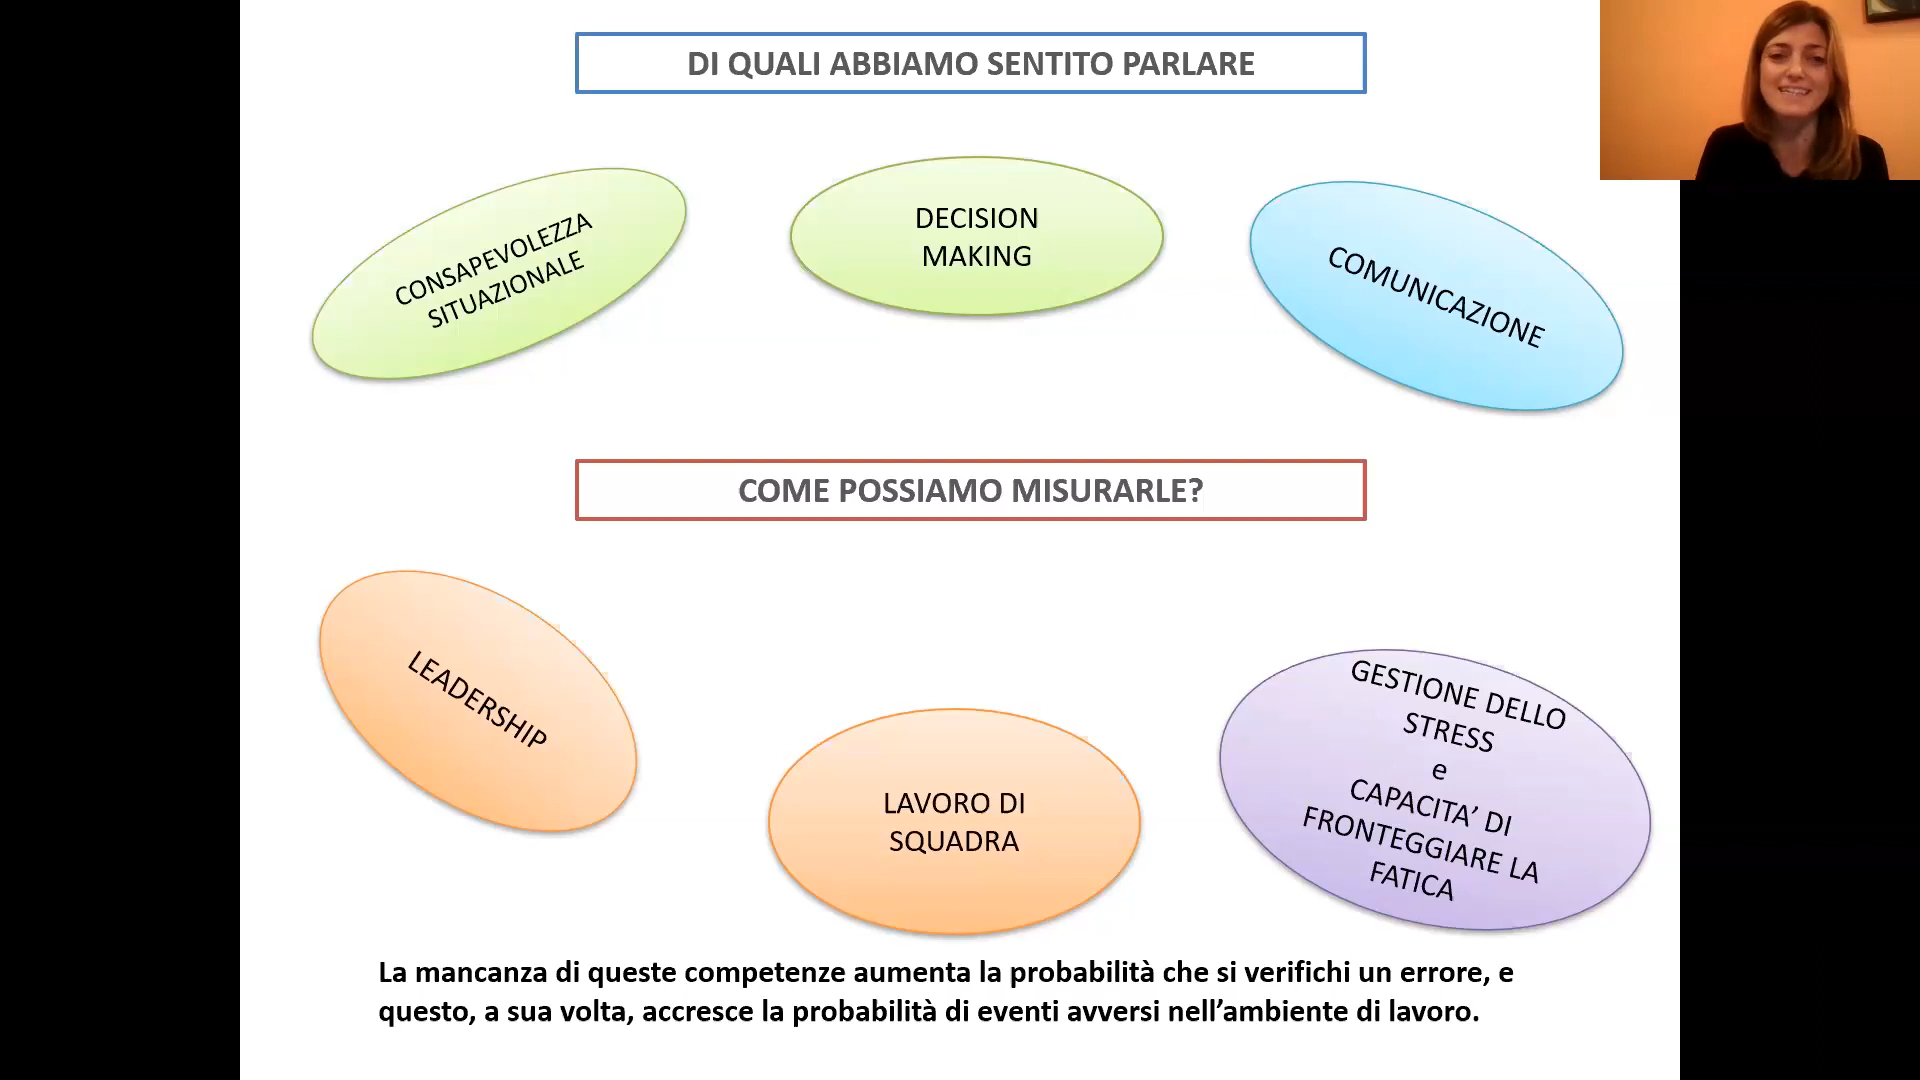 DI QUALI ABBIAMO SENTITO PARLARE
CONSAPEVOLEZZA
SITUAZIONALE
DECISION
MAKING
COMUNICAZIONE
COME POSSIAMO MISURARLE?
LEADERSHIP
LAVORO DI
SQUADRA
GESTIONE DELLO
STRESS
e
CAPACITA’ DI
FRONTEGGIARE LA
FATICA
La mancanza di queste competenze aumenta la probabilità che si verifichi un errore, e
questo, a sua volta, accresce la probabilità di eventi avversi nell’ambiente di lavoro.